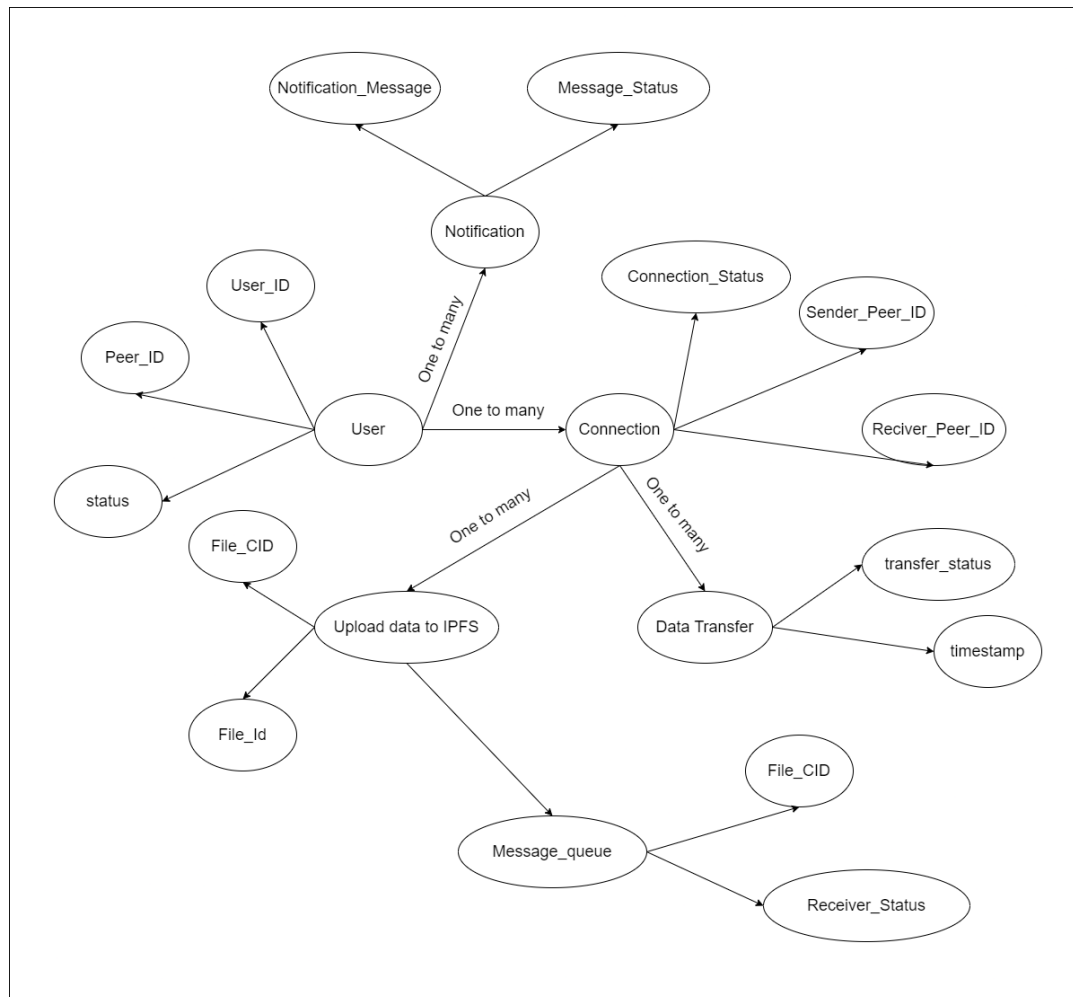 Notification_Message
Message_Status
Notification
User_ID
Connection_Status
Sender_Peer_ID
One to many
Peer_ID
One to many
User
Connection
Reciver_Peer_ID
status
One to many
One to many
File_CID
transfer_status
Upload data to IPFS
Data Transfer
timestamp
File_Id
File_CID
Message_queue
Receiver_Status